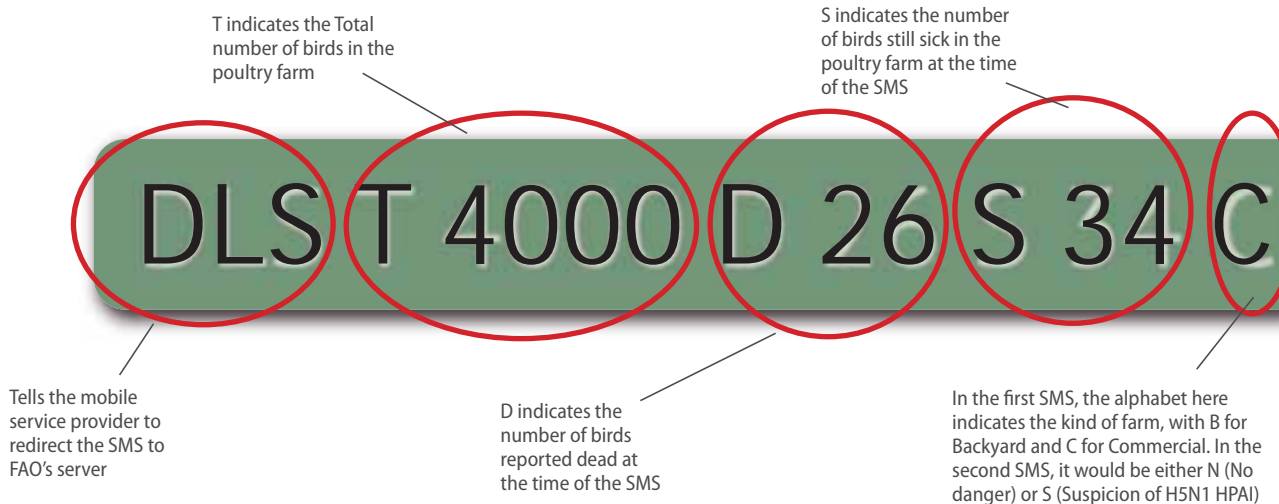 T indicates the Total
number of birds in the
poultry farm
S indicates the number
of birds still sick in the
poultry farm at the time
of the SMS
DLS T 4000 D 26 S 34 C
Tells the mobile
service provider to
redirect the SMS to
FAO's server
D indicates the
number of birds
reported dead at
the time of the SMS
In the first SMS, the alphabet here
indicates the kind of farm, with B for
Backyard and C for Commercial. In the
second SMS, it would be either N (No
danger) or S (Suspicion of H5N1 HPAI)